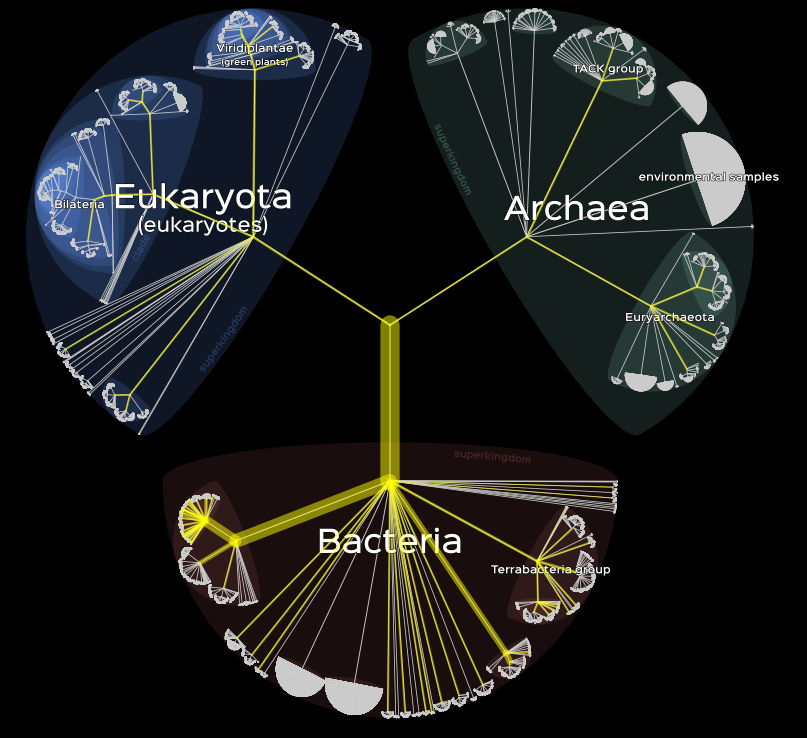 Viridiplantae
(green plants)
TACK group
superkingdom
environmental samples
Bilateria
Eukaryota
(eukaryotes)
Archaea
clade
superkingdom
Euryarchaeota
superkingdom
Bacteria
Terrabacteria group